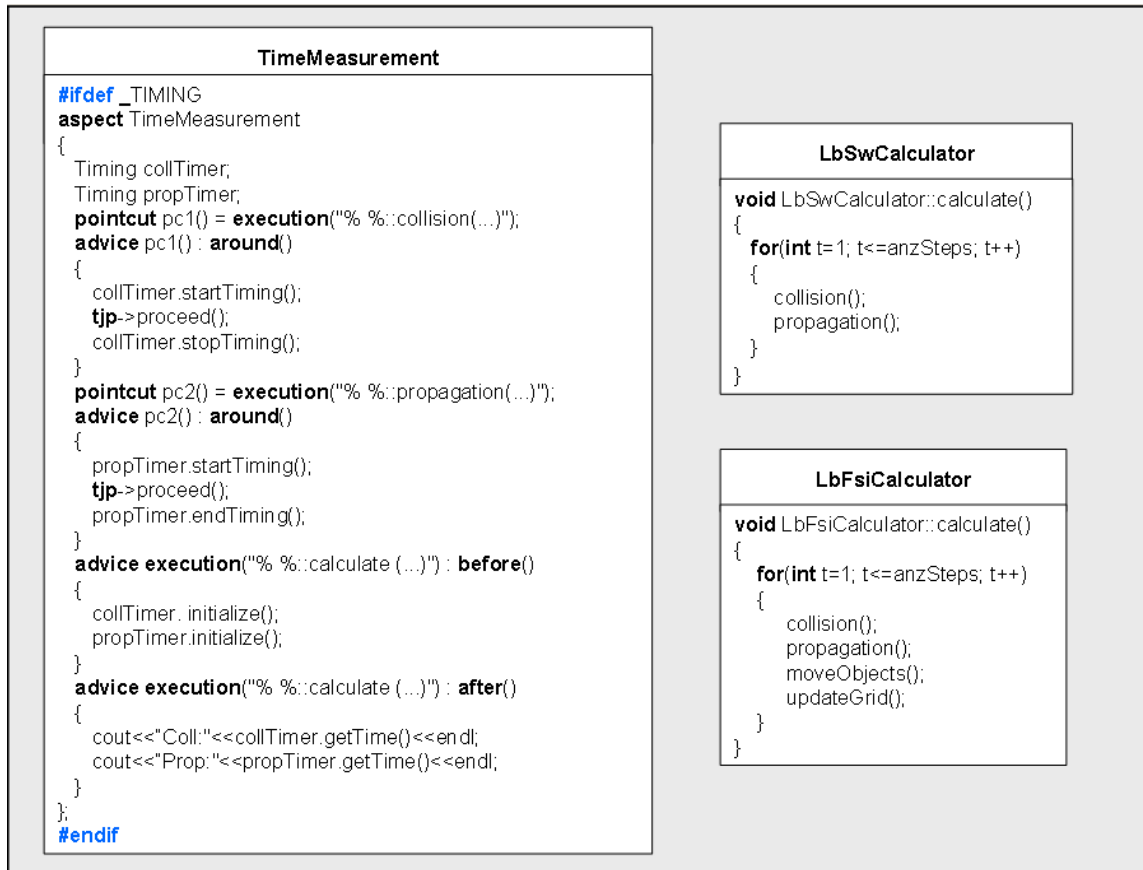 TimeMeasurement
#ifdef _TIMING
aspect TimeMeasurement
{
Timing collTimer;
Timing propTimer;
pointcut pc1() = execution("% %::collision(...)");
advice pc1() : around()
{
collTimer.startTiming();
tjp->proceed();
collTimer.stopTiming();
}
pointcut pc2() = execution("% %::propagation(...)");
advice pc2() : around()
{
propTimer.startTiming();
tjp->proceed();
propTimer.endTiming();
}
advice execution("% %::calculate (...)") : before()
{
collTimer. initialize();
propTimer.initialize();
}
advice execution("% %::calculate (...)") : after()
{
cout<<"Coll:"<<collTimer.getTime()<<endl;
cout<<"Prop:"<<propTimer.getTime()<<endl;
}
};
#endif
LbSwCalculator
void LbSwCalculator::calculate()
{
for(int t=1; t<=anzSteps; t++)
{
collision();
propagation();
}
}
LbFsiCalculator
void LbFsiCalculator::calculate()
{
for(int t=1; t<=anzSteps; t++)
{
collision();
propagation();
moveObjects();
updateGrid();
}
}